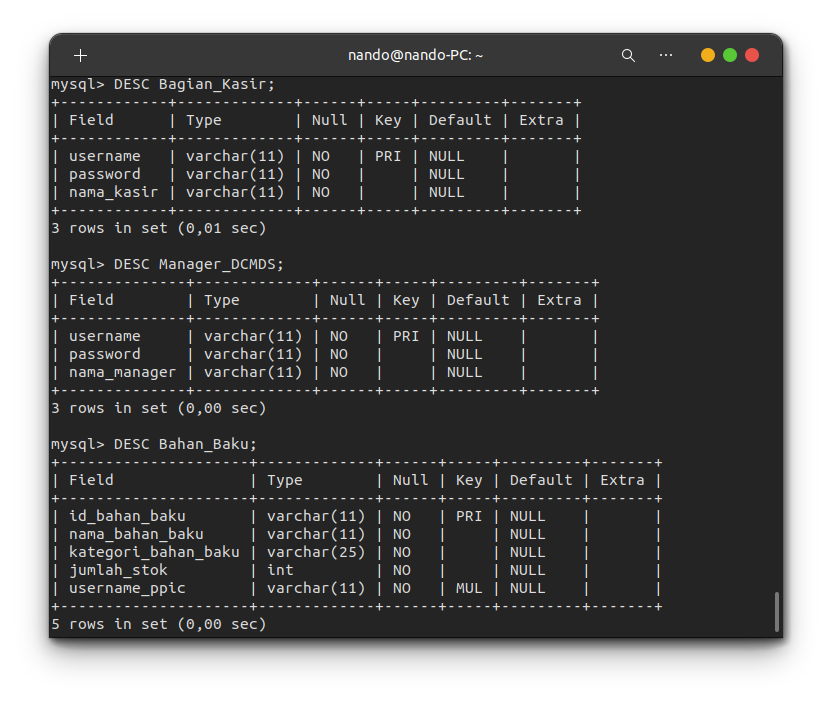 nando@nando-PC: ~
mysql> DESC Bagian_Kasir;
+------------+-------------+------+-----+---------+-------+
| Field      | Type        | Null | Key | Default | Extra |
+------------+-------------+------+-----+---------+-------+
| username   | varchar(11) | NO   | PRI | NULL    |       |
| password   | varchar(11) | NO   |     | NULL    |       |
| nama_kasir | varchar(11) | NO   |     | NULL    |       |
+------------+-------------+------+-----+---------+-------+
3 rows in set (0,01 sec)
mysql> DESC Manager_DCMDS;
+--------------+-------------+------+-----+---------+-------+
| Field        | Type        | Null | Key | Default | Extra |
+--------------+-------------+------+-----+---------+-------+
| username     | varchar(11) | NO   | PRI | NULL    |       |
| password     | varchar(11) | NO   |     | NULL    |       |
| nama_manager | varchar(11) | NO   |     | NULL    |       |
+--------------+-------------+------+-----+---------+-------+
3 rows in set (0,00 sec)
mysql> DESC Bahan_Baku;
+---------------------+-------------+------+-----+---------+-------+
| Field               | Type        | Null | Key | Default | Extra |
+---------------------+-------------+------+-----+---------+-------+
| id_bahan_baku       | varchar(11) | NO   | PRI | NULL    |       |
| nama_bahan_baku     | varchar(11) | NO   |     | NULL    |       |
| kategori_bahan_baku | varchar(25) | NO   |     | NULL    |       |
| jumlah_stok         | int         | NO   |     | NULL    |       |
| username_ppic       | varchar(11) | NO   | MUL | NULL    |       |
+---------------------+-------------+------+-----+---------+-------+
5 rows in set (0,00 sec)